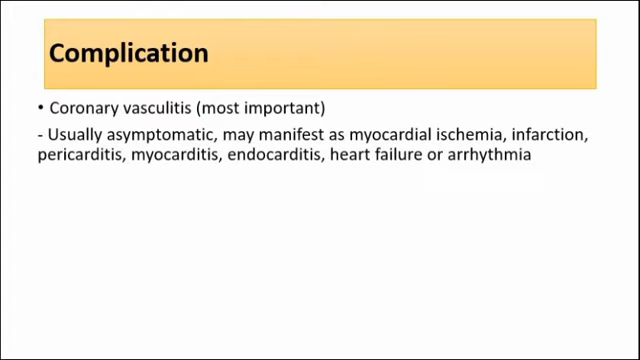 Complication
• Coronary vasculitis (most important)
- Usually asymptomatic, may manifest as myocardial ischemia, infarction,
pericarditis, myocarditis, endocarditis, heart failure or arrhythmia